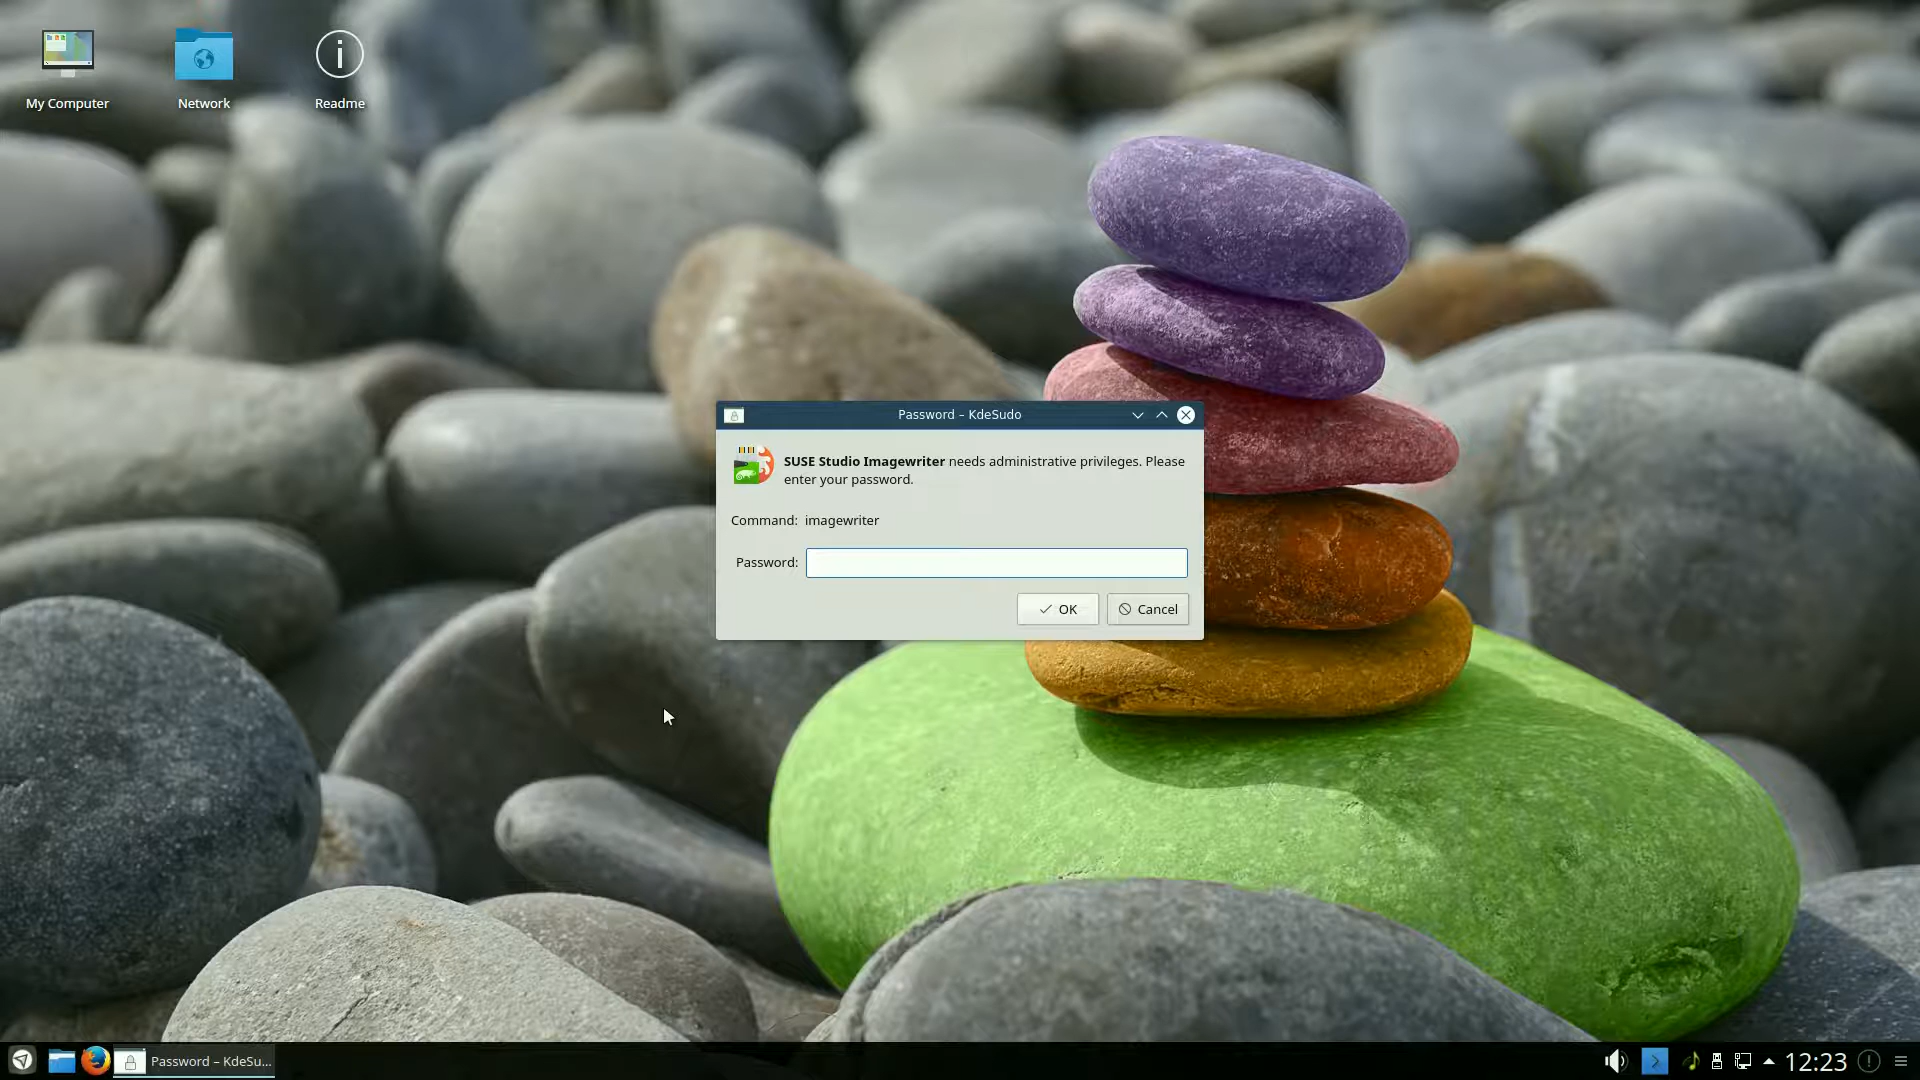 My Computer
Network
Readme
Password – KdeSudo
SUSE Studio Imagewriter needs administrative privileges. Please
enter your password.
Command: imagewriter
Password:
OK
Cancel
Password – KdeSu...
12:23